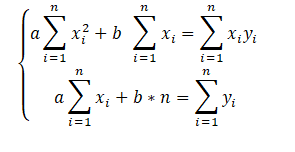 a∑_{i=1}^{n} x_i^2 + b ∑_{i=1}^{n} x_i = ∑_{i=1}^{n} x_i y_i
a∑_{i=1}^{n} x_i + b * n = ∑_{i=1}^{n} y_i